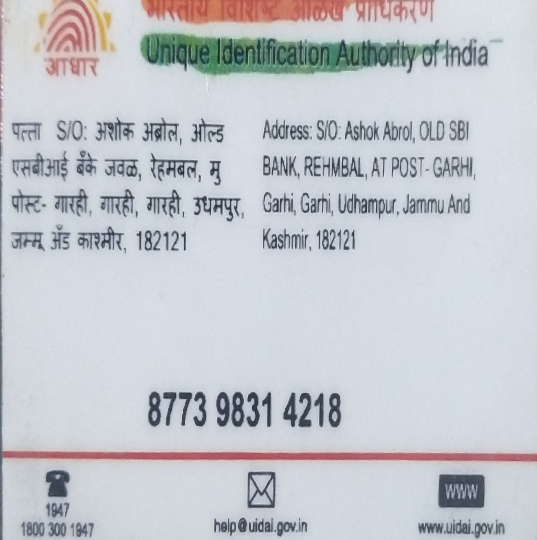 भारतीय विशिष्ट ओळख प्राधिकरण
आधार
Unique Identification Authority of India
पत्ता S/O: अशोक अब्रोल, ओल्ड
एसबीआई बँके जवळ, रेहमबल, मु
पोस्ट- गारही, गारही, गारही, उधमपुर,
जम्मू अँड काश्मीर, 182121
Address: S/O: Ashok Abrol, OLD SBI
BANK, REHMBAL, AT POST- GARHI,
Garhi, Garhi, Udhampur, Jammu And
Kashmir, 182121
8773 9831 4218
1947
1800 300 1947
help@uidai.gov.in
WWW
www.uidai.gov.in